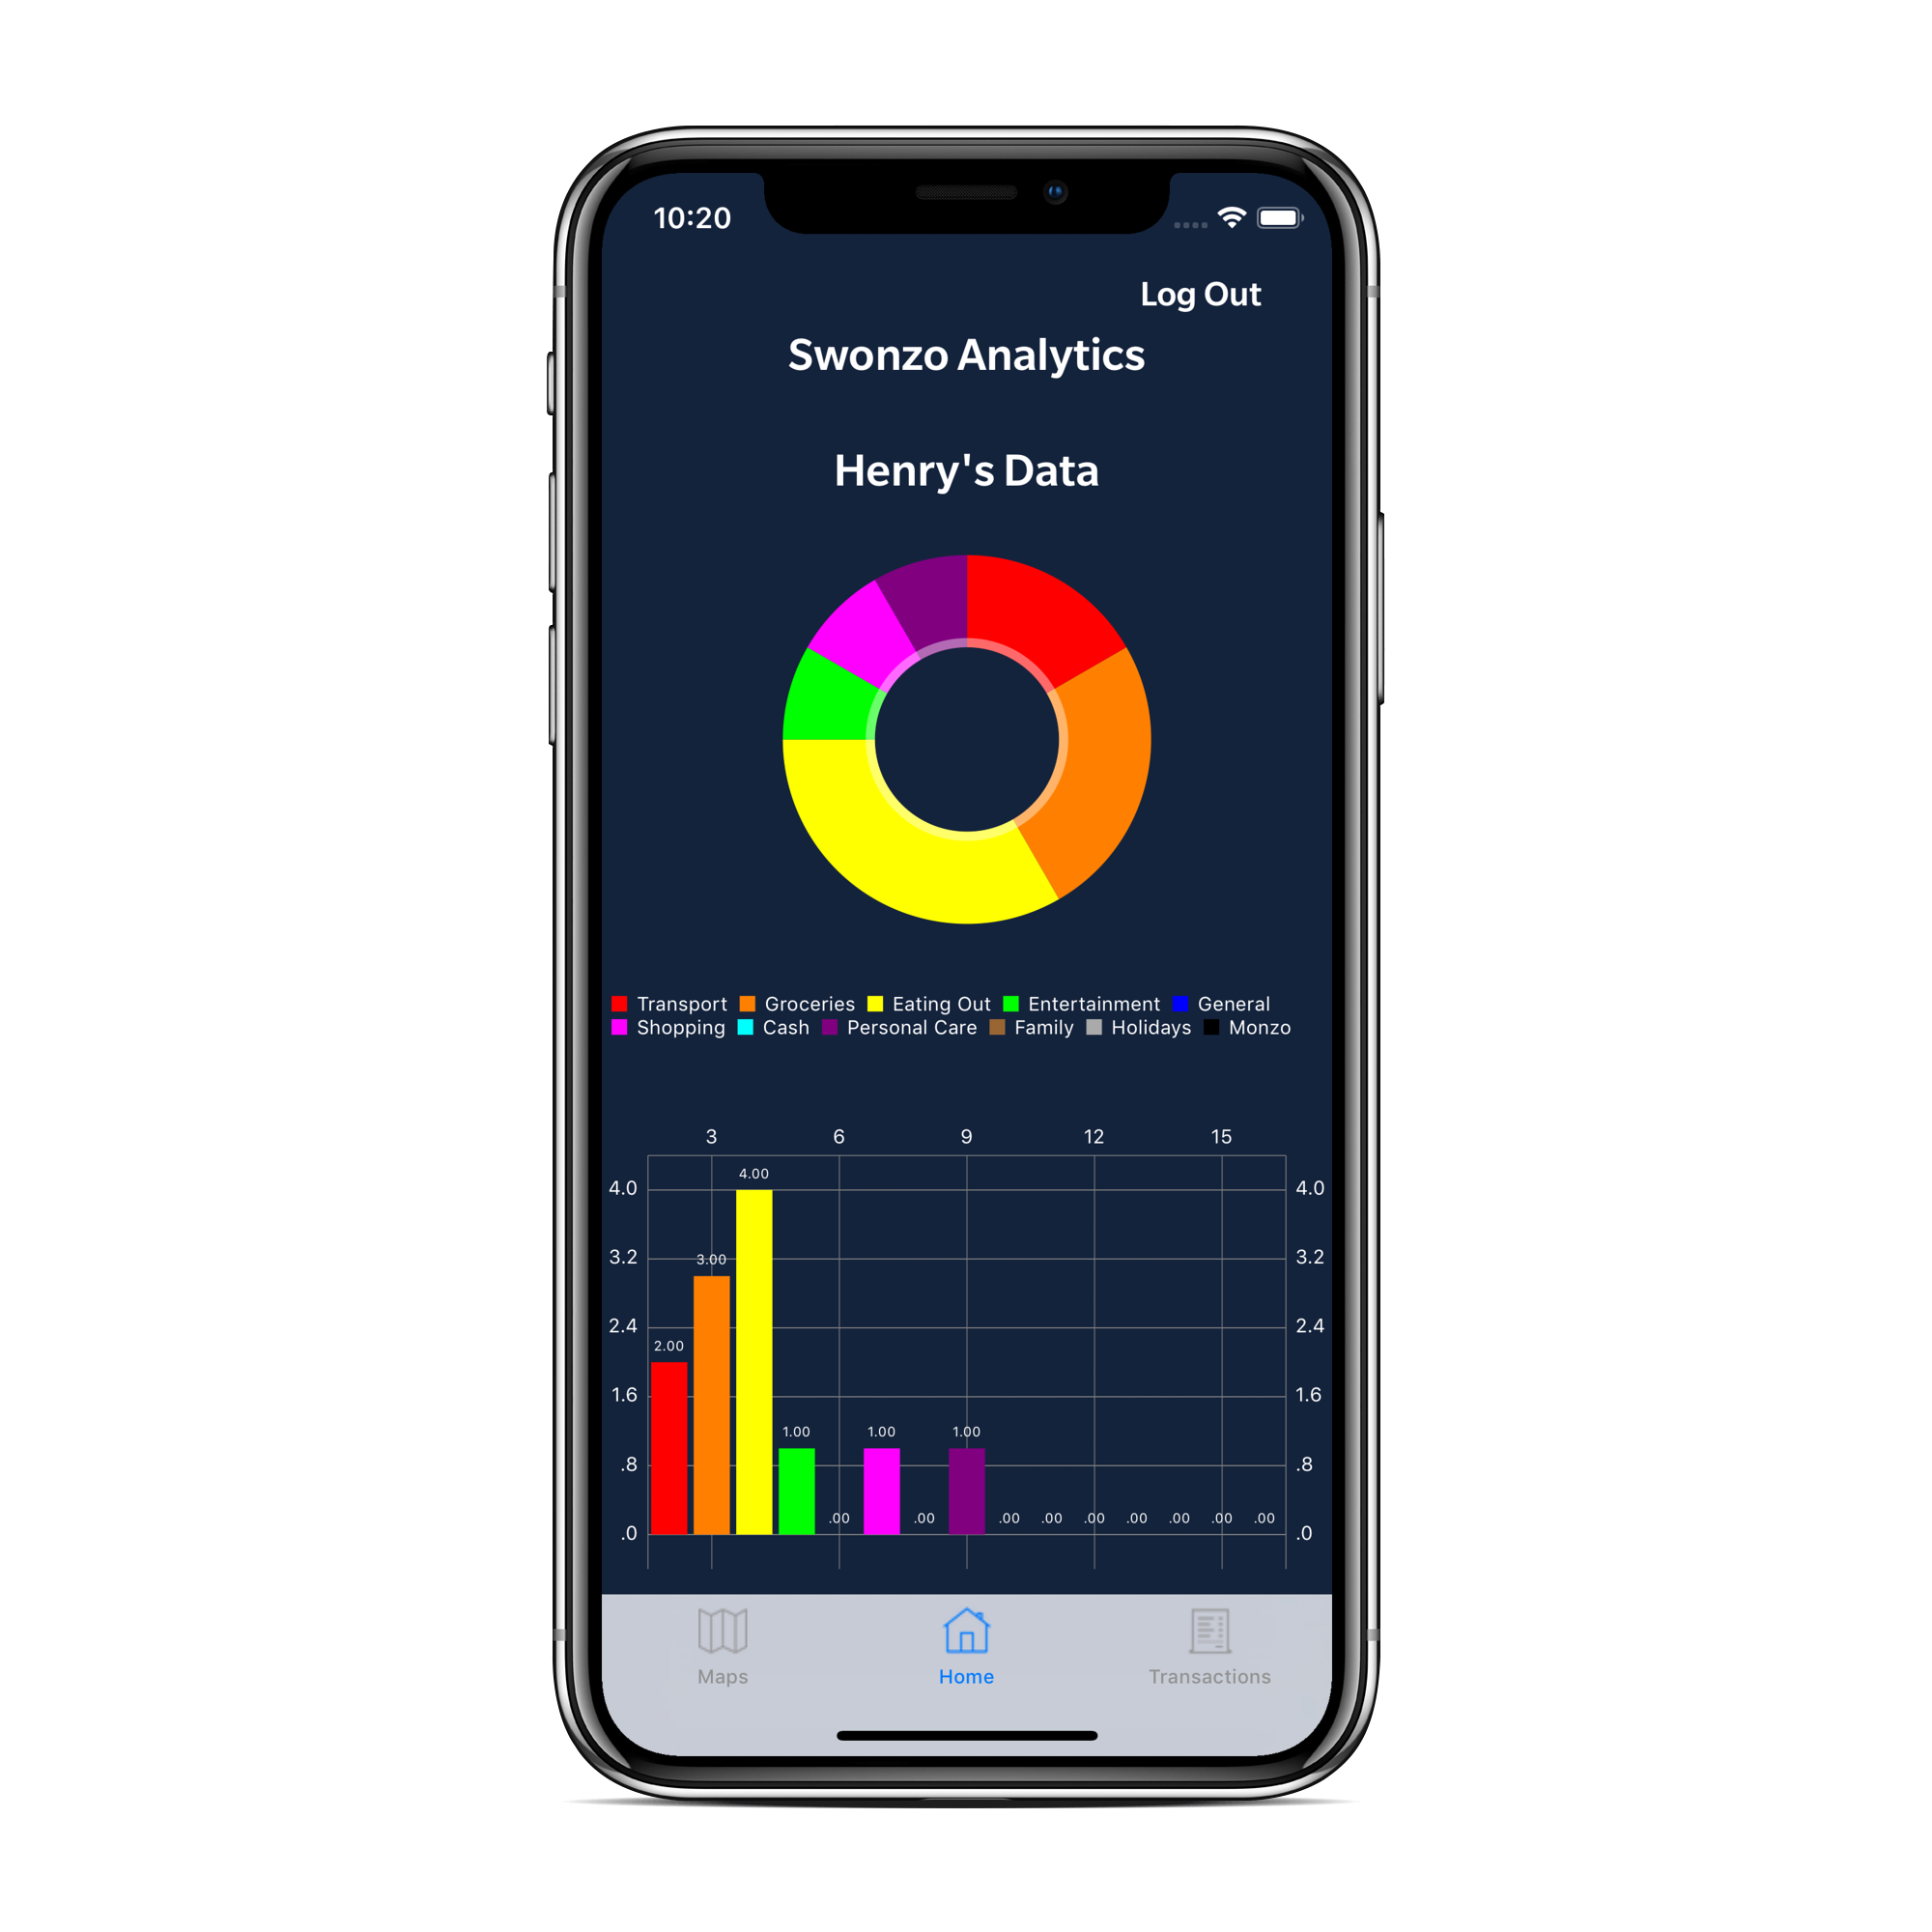 10:20
Log Out
Swonzo Analytics
Henry's Data
Transport Groceries Eating Out Entertainment General
Shopping Cash Personal Care Family Holidays Monzo
3 6 9 12 15
4.00
4.0 4.0
3.2 3.00 3.2
2.4 2.4
2.00
1.6 1.6
1.00 1.00 1.00
.8 .8
.00 .00 .00 .00 .00 .00 .00 .00 .00
.0 .0
Maps Home Transactions